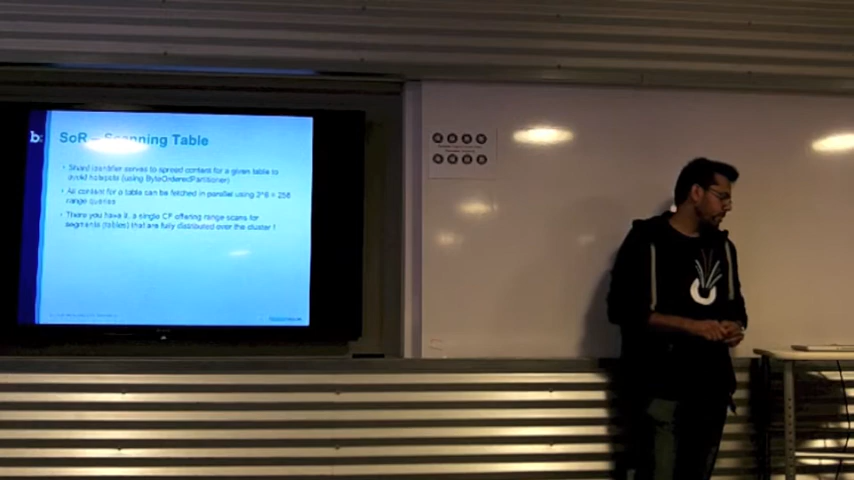 b:
SoR – Scanning Table
• Shard identifier serves to spread content for a given table to
avoid hotspots (using ByteOrderedPartitioner)
• All content for a table can be fetched in parallel using 2^8 = 256
range queries
• There you have it, a single CF offering range scans for
segments (tables) that are fully distributed over the cluster !